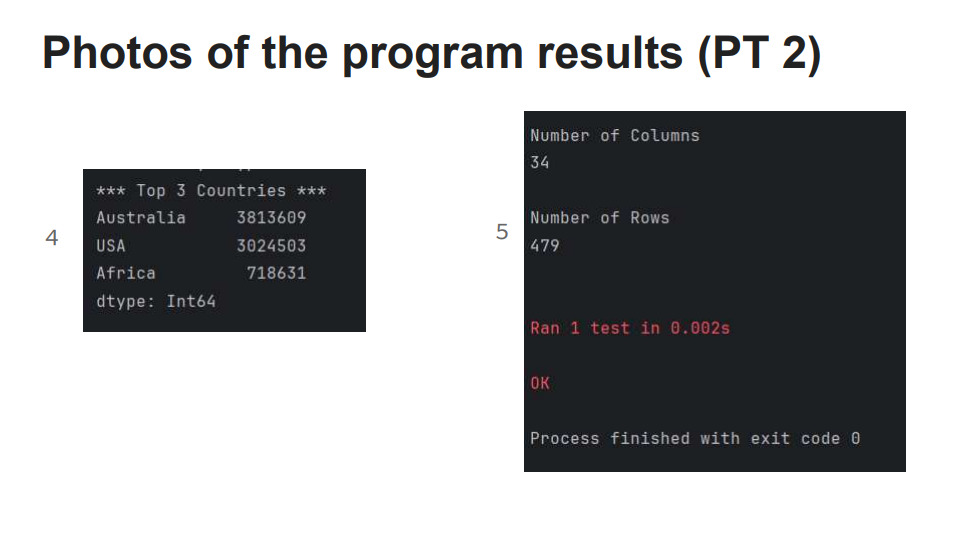 Photos of the program results (PT 2)
4
*** Top 3 Countries ***
Australia 3813609
USA 3024503
Africa 718631
dtype: Int64
5
Number of Columns
34
Number of Rows
479
Ran 1 test in 0.002s
OK
Process finished with exit code 0